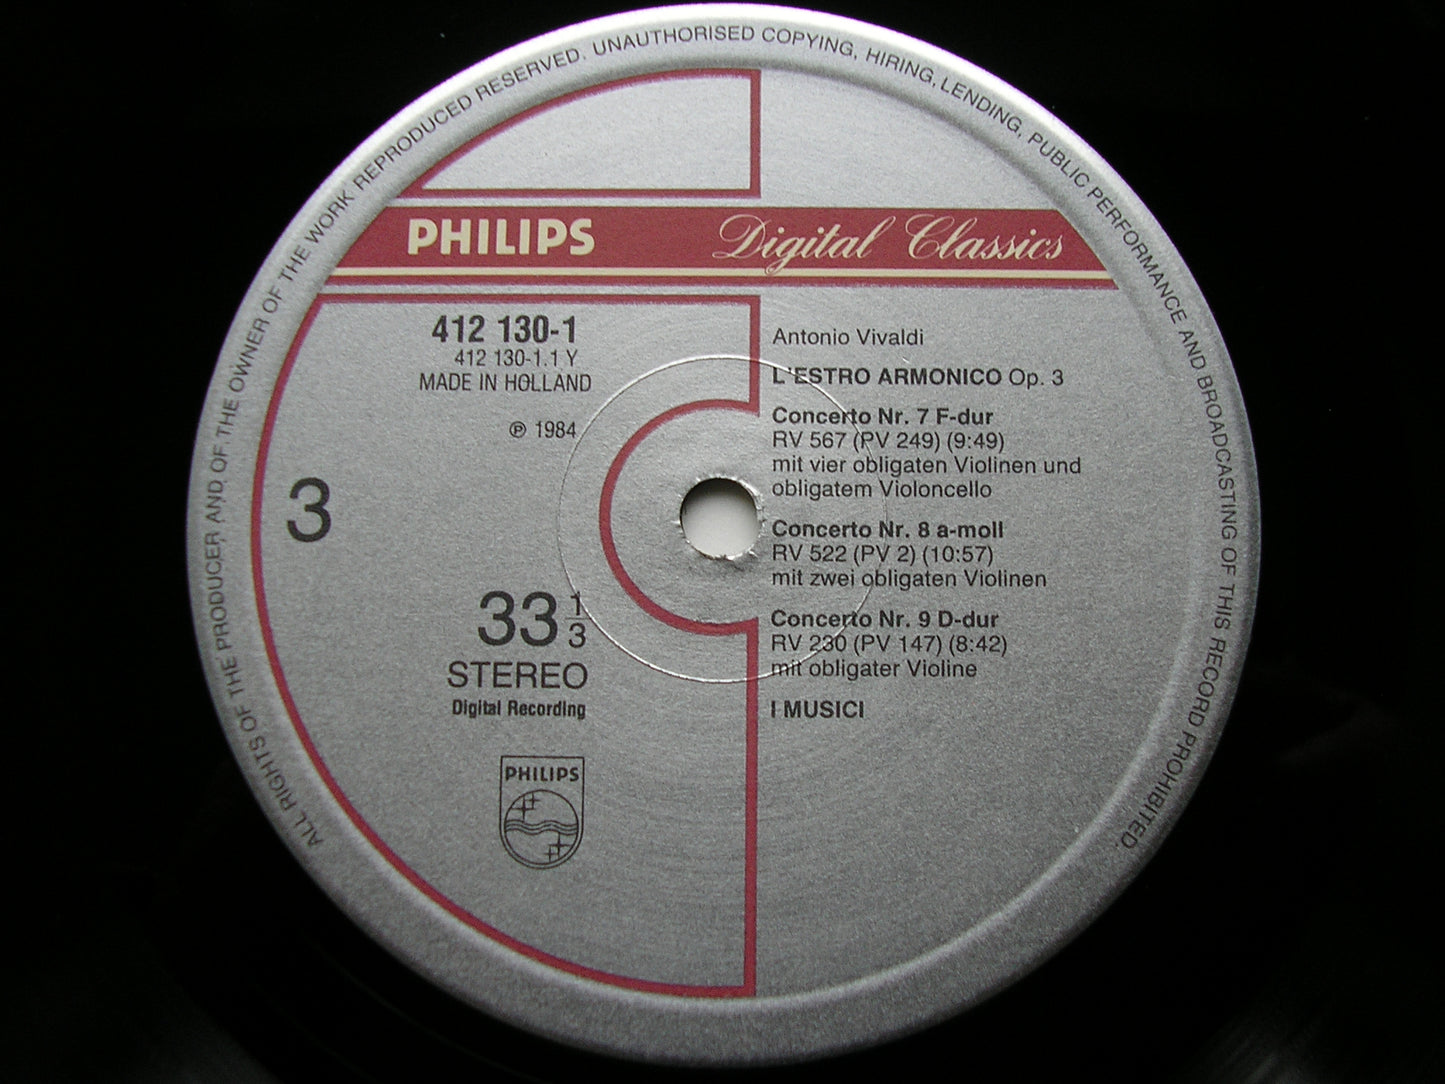 ALL RIGHTS OF THE PRODUCER AND OF THE OWNER OF THE WORK REPRODUCED RESERVED. UNAUTHORISED COPYING, HIRING, LENDING, PUBLIC PERFORMANCE AND BROADCASTING OF THIS RECORD PROHIBITED.
PHILIPS Digital Classics
412 130-1
412 130-1.1 Y
MADE IN HOLLAND
℗ 1984
3
33 1/3
STEREO
Digital Recording
PHILIPS
Antonio Vivaldi
L'ESTRO ARMONICO Op. 3
Concerto Nr. 7 F-dur
RV 567 (PV 249) (9:49)
mit vier obligaten Violinen und
obligatem Violoncello
Concerto Nr. 8 a-moll
RV 522 (PV 2) (10:57)
mit zwei obligaten Violinen
Concerto Nr. 9 D-dur
RV 230 (PV 147) (8:42)
mit obligater Violine
I MUSICI